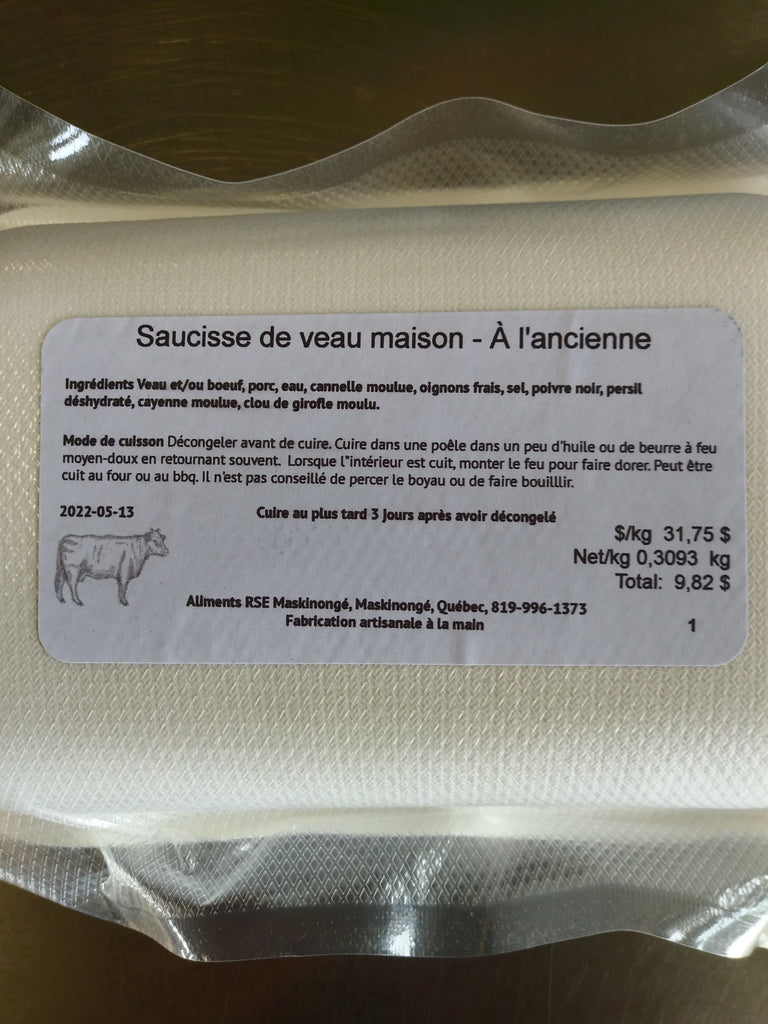 Saucisse de veau maison - À l'ancienne
Ingrédients Veau et/ou boeuf, porc, eau, cannelle moulue, oignons frais, sel, poivre noir, persil
déshydraté, cayenne moulue, clou de girofle moulu.
Mode de cuisson Décongeler avant de cuire. Cuire dans une poêle dans un peu d'huile ou de beurre à feu
moyen-doux en retournant souvent. Lorsque l"intérieur est cuit, monter le feu pour faire dorer. Peut être
cuit au four ou au bbq. Il n'est pas conseillé de percer le boyau ou de faire bouilllir.
2022-05-13 Cuire au plus tard 3 jours après avoir décongelé
$/kg 31,75 $
Net/kg 0,3093 kg
Total: 9,82 $
Aliments RSE Maskinongé, Maskinongé, Québec, 819-996-1373
Fabrication artisanale à la main 1